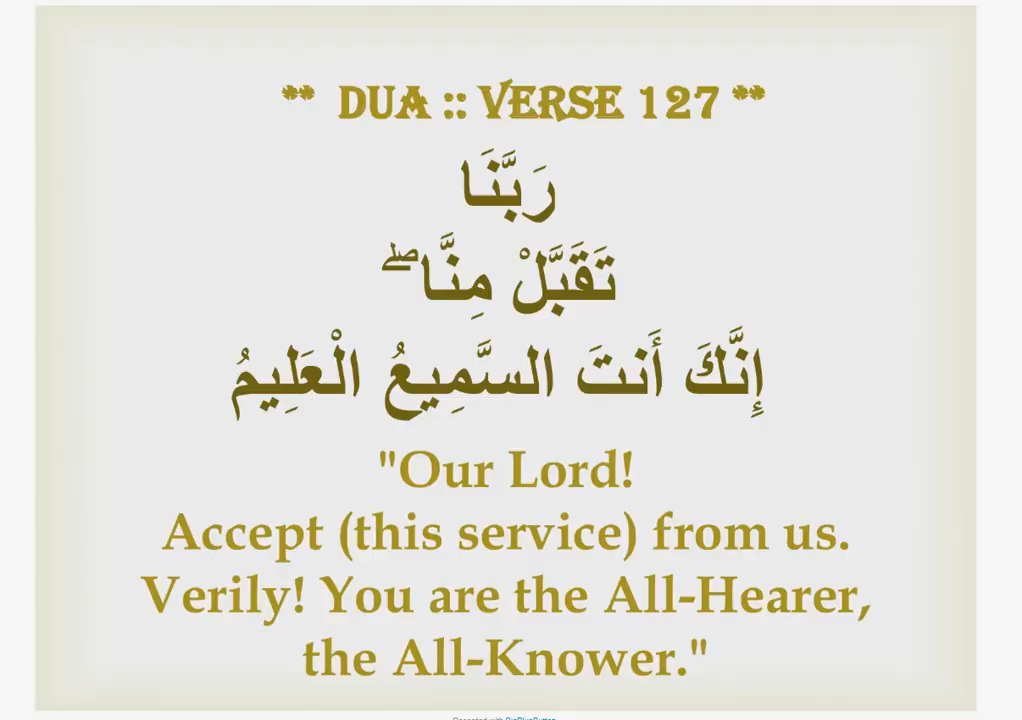 ** DUA :: VERSE 127 **
رَبَّنَا
تَقَبَّلْ مِنَّا ۖ
إِنَّكَ أَنتَ السَّمِيعُ الْعَلِيمُ
"Our Lord!
Accept (this service) from us.
Verily! You are the All-Hearer,
the All-Knower."